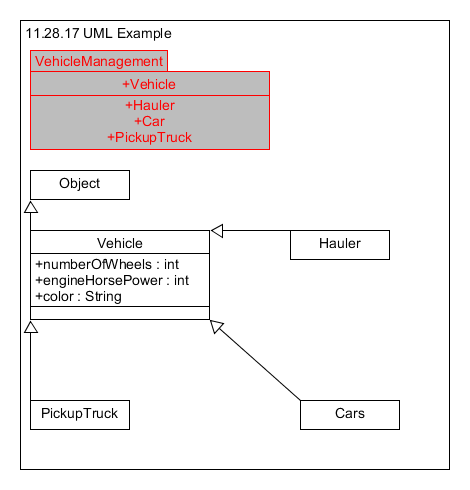 11.28.17 UML Example
VehicleManagement
+Vehicle
+Hauler
+Car
+PickupTruck
Object
Vehicle
+numberOfWheels : int
+engineHorsePower : int
+color : String
Hauler
PickupTruck
Cars